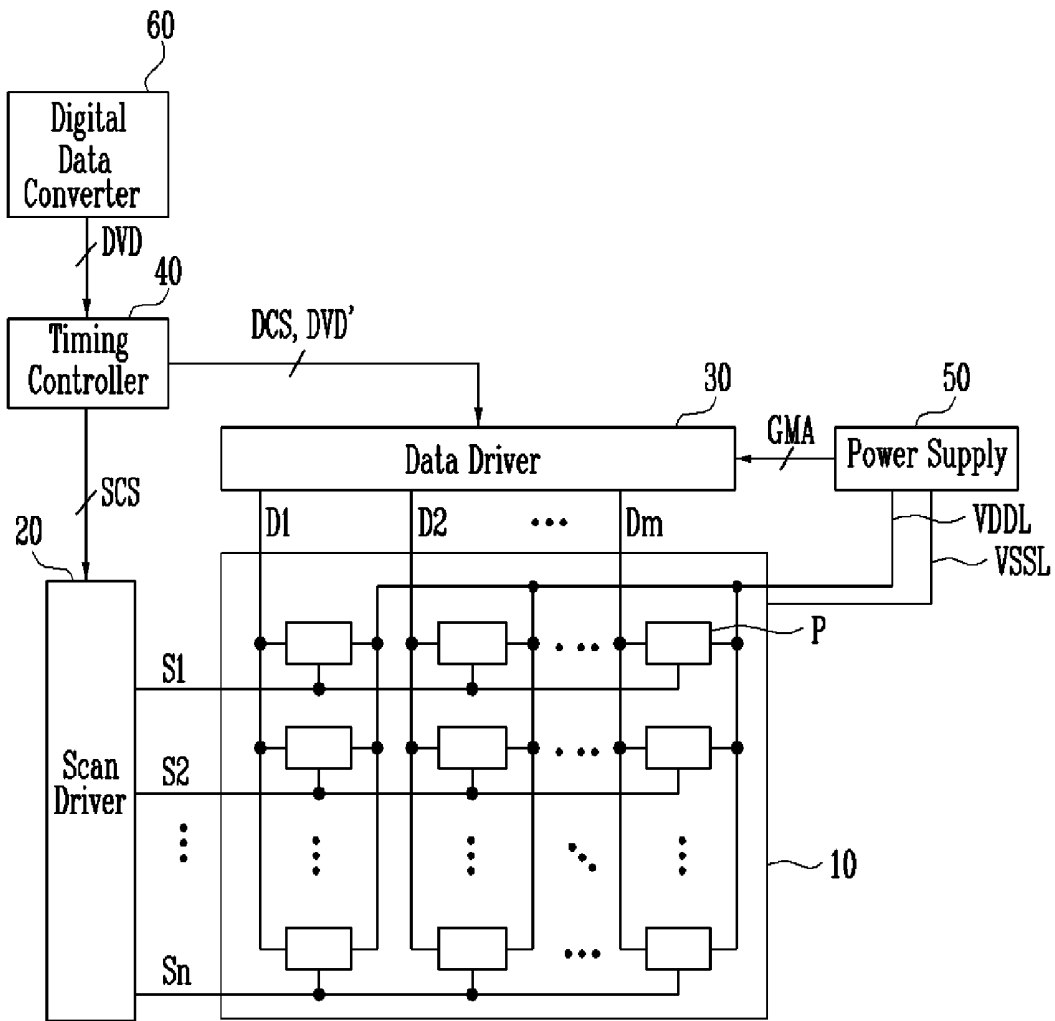 60
Digital
Data
Converter
DVD
40
Timing
Controller
DCS, DVD'
30
50
Data Driver
GMA
Power Supply
SCS
20
D1
D2
Dm
VDDL
VSSL
P
S1
S2
Scan
Driver
10
Sn